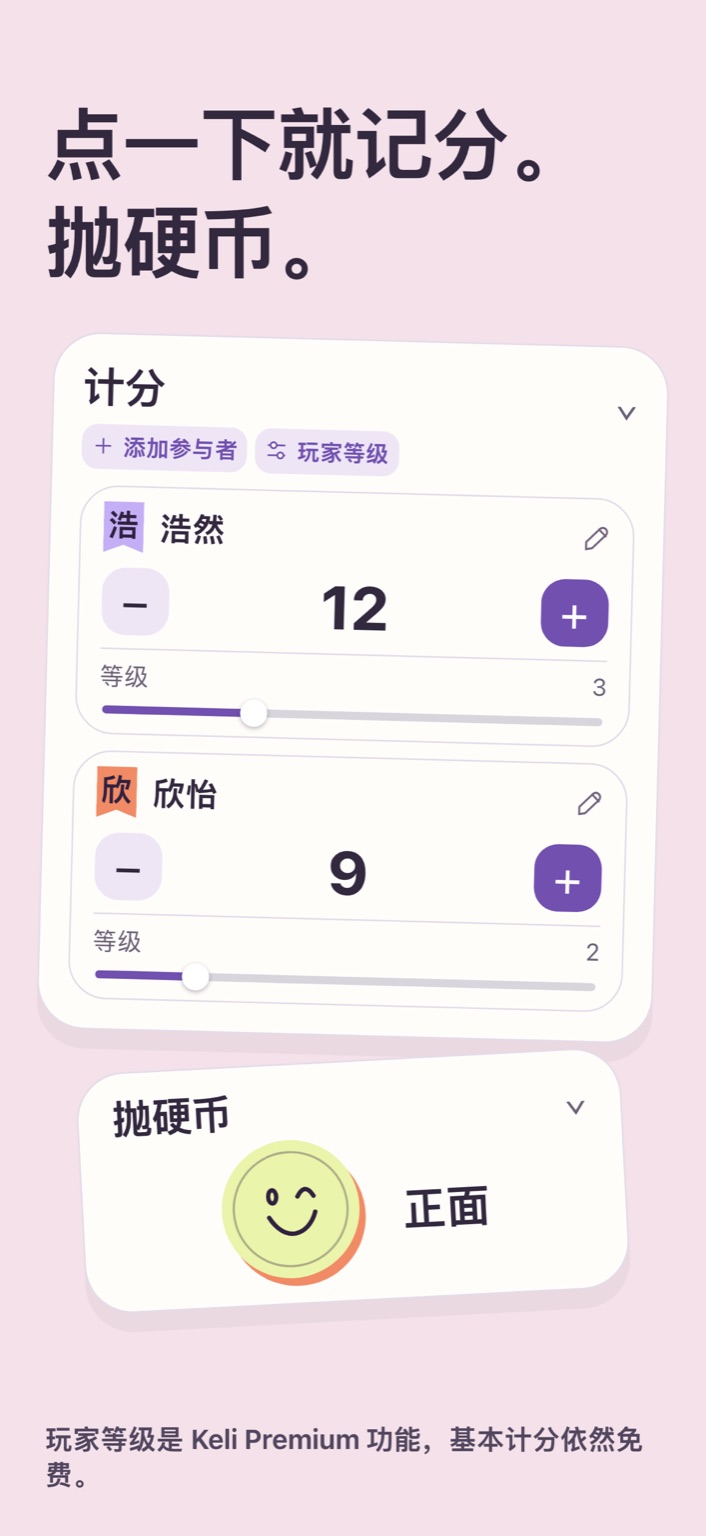 点一下就记分。
抛硬币。
计分
+ 添加参与者 玩家等级
浩 浩然
− 12 +
等级 3
欣 欣怡
− 9 +
等级 2
抛硬币
正面
玩家等级是 Keli Premium 功能，基本计分依然免
费。